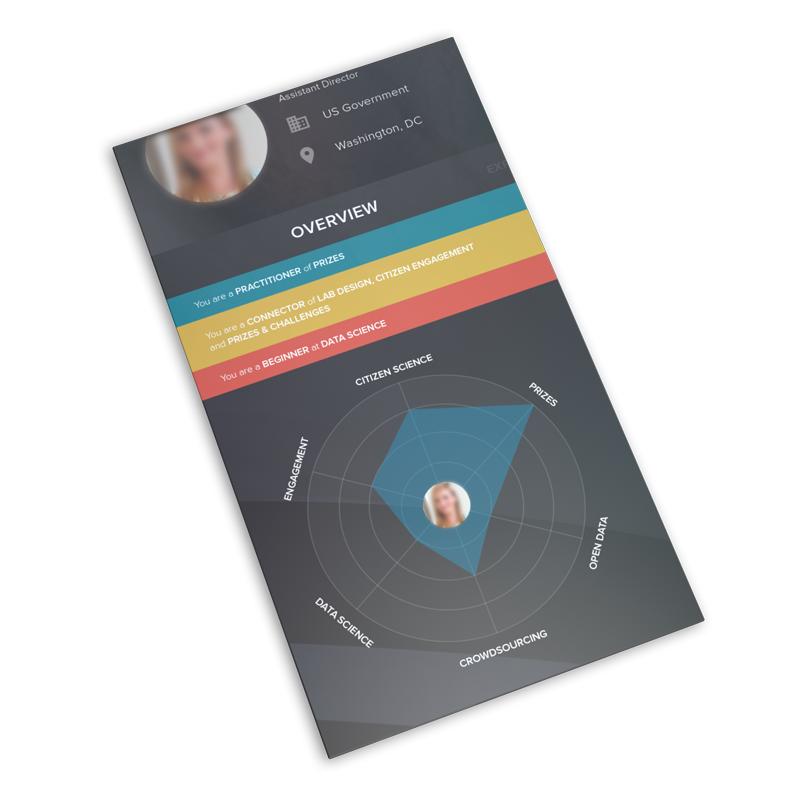 Assistant Director
US Government
Washington, DC
OVERVIEW
You are a PRACTITIONER of PRIZES
You are a CONNECTOR of LAB DESIGN, CITIZEN ENGAGEMENT
and PRIZES & CHALLENGES
You are a BEGINNER at DATA SCIENCE
CITIZEN SCIENCE
PRIZES
ENGAGEMENT
OPEN DATA
DATA SCIENCE
CROWDSOURCING